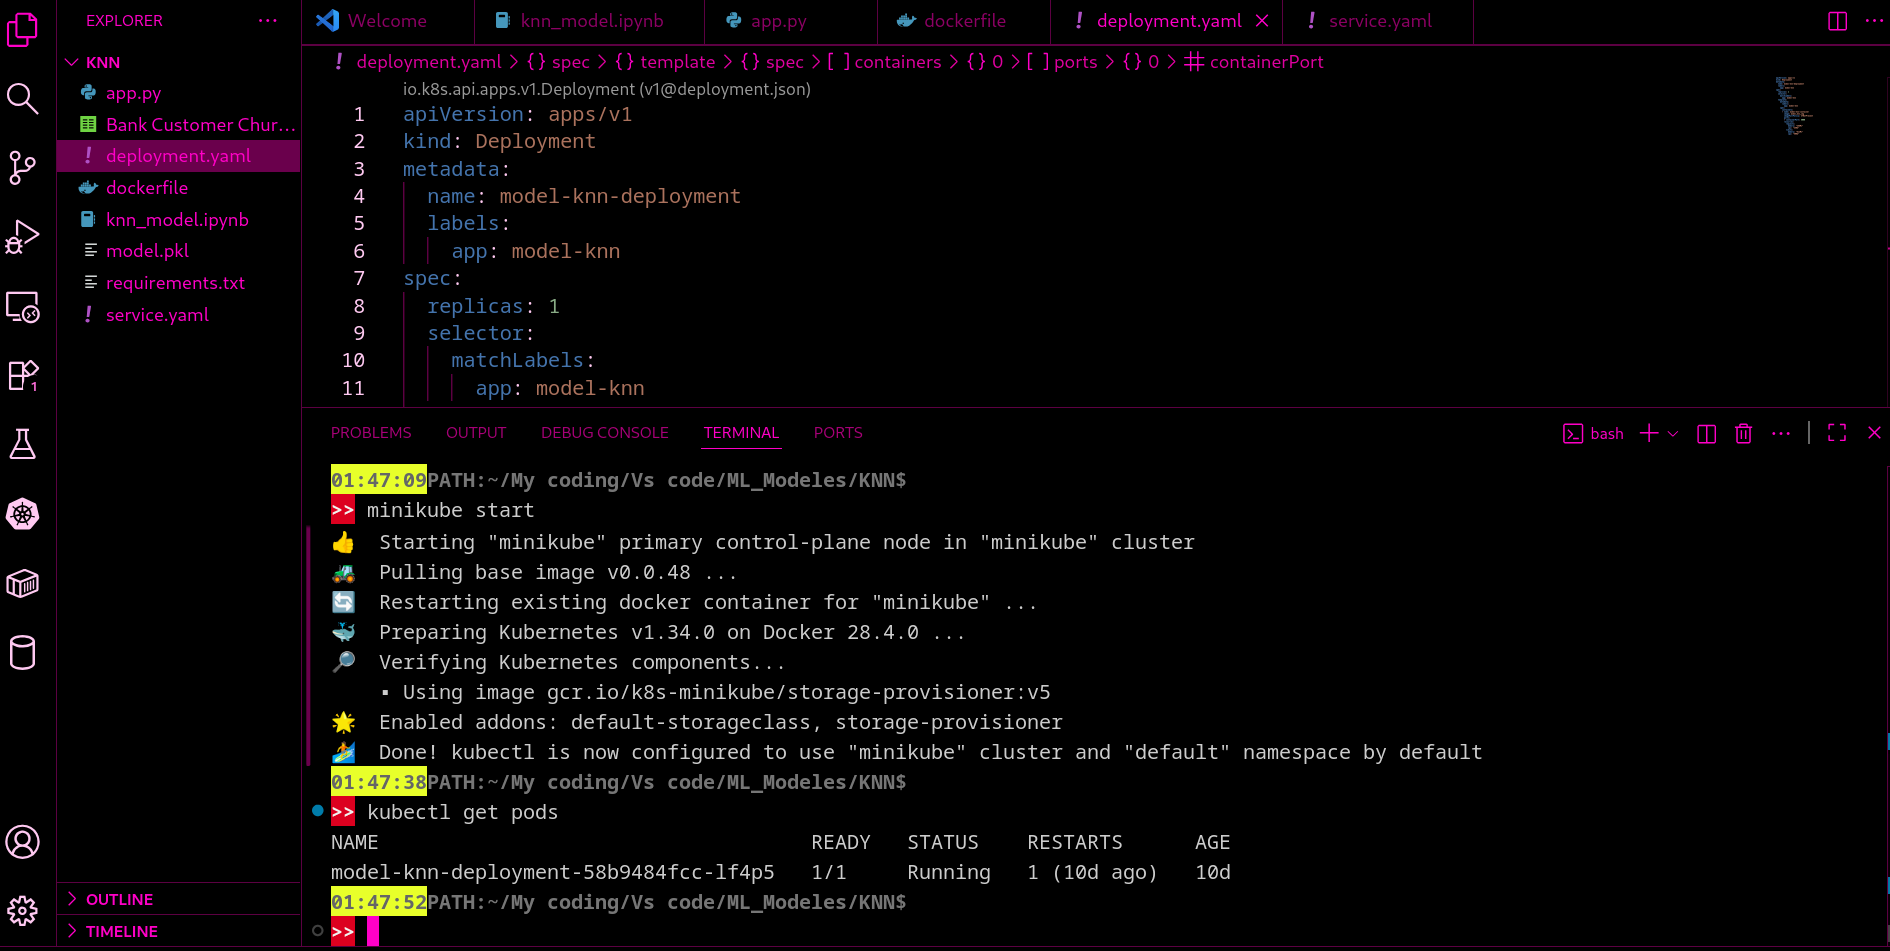 EXPLORER
KNN
app.py
Bank Customer Chur...
deployment.yaml
dockerfile
knn_model.ipynb
model.pkl
requirements.txt
service.yaml
OUTLINE
TIMELINE
1
Welcome
knn_model.ipynb
app.py
dockerfile
deployment.yaml
service.yaml
deployment.yaml > {} spec > {} template > {} spec > [ ] containers > {} 0 > [ ] ports > {} 0 > containerPort
io.k8s.api.apps.v1.Deployment (v1@deployment.json)
1 apiVersion: apps/v1
2 kind: Deployment
3 metadata:
4   name: model-knn-deployment
5   labels:
6     app: model-knn
7 spec:
8   replicas: 1
9   selector:
10     matchLabels:
11       app: model-knn
PROBLEMS OUTPUT DEBUG CONSOLE TERMINAL PORTS
bash
01:47:09PATH:~/My coding/Vs code/ML_Modeles/KNN$
>> minikube start
👍 Starting "minikube" primary control-plane node in "minikube" cluster
🚜 Pulling base image v0.0.48 ...
🔄 Restarting existing docker container for "minikube" ...
🐳 Preparing Kubernetes v1.34.0 on Docker 28.4.0 ...
🔎 Verifying Kubernetes components...
▪ Using image gcr.io/k8s-minikube/storage-provisioner:v5
🌟 Enabled addons: default-storageclass, storage-provisioner
🏄 Done! kubectl is now configured to use "minikube" cluster and "default" namespace by default
01:47:38PATH:~/My coding/Vs code/ML_Modeles/KNN$
>> kubectl get pods
NAME READY STATUS RESTARTS AGE
model-knn-deployment-58b9484fcc-lf4p5 1/1 Running 1 (10d ago) 10d
01:47:52PATH:~/My coding/Vs code/ML_Modeles/KNN$
>>